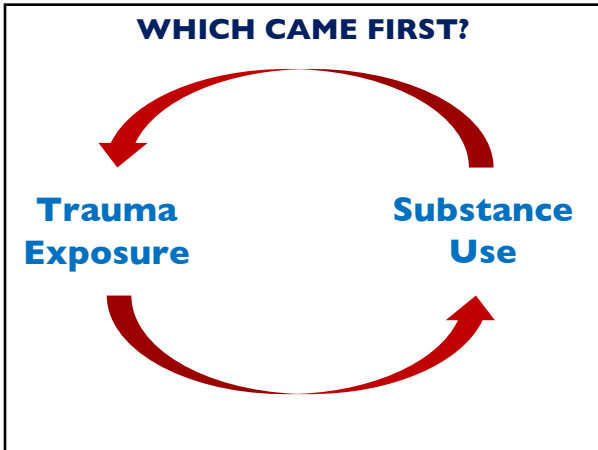 WHICH CAME FIRST?
Trauma
Exposure
Substance
Use